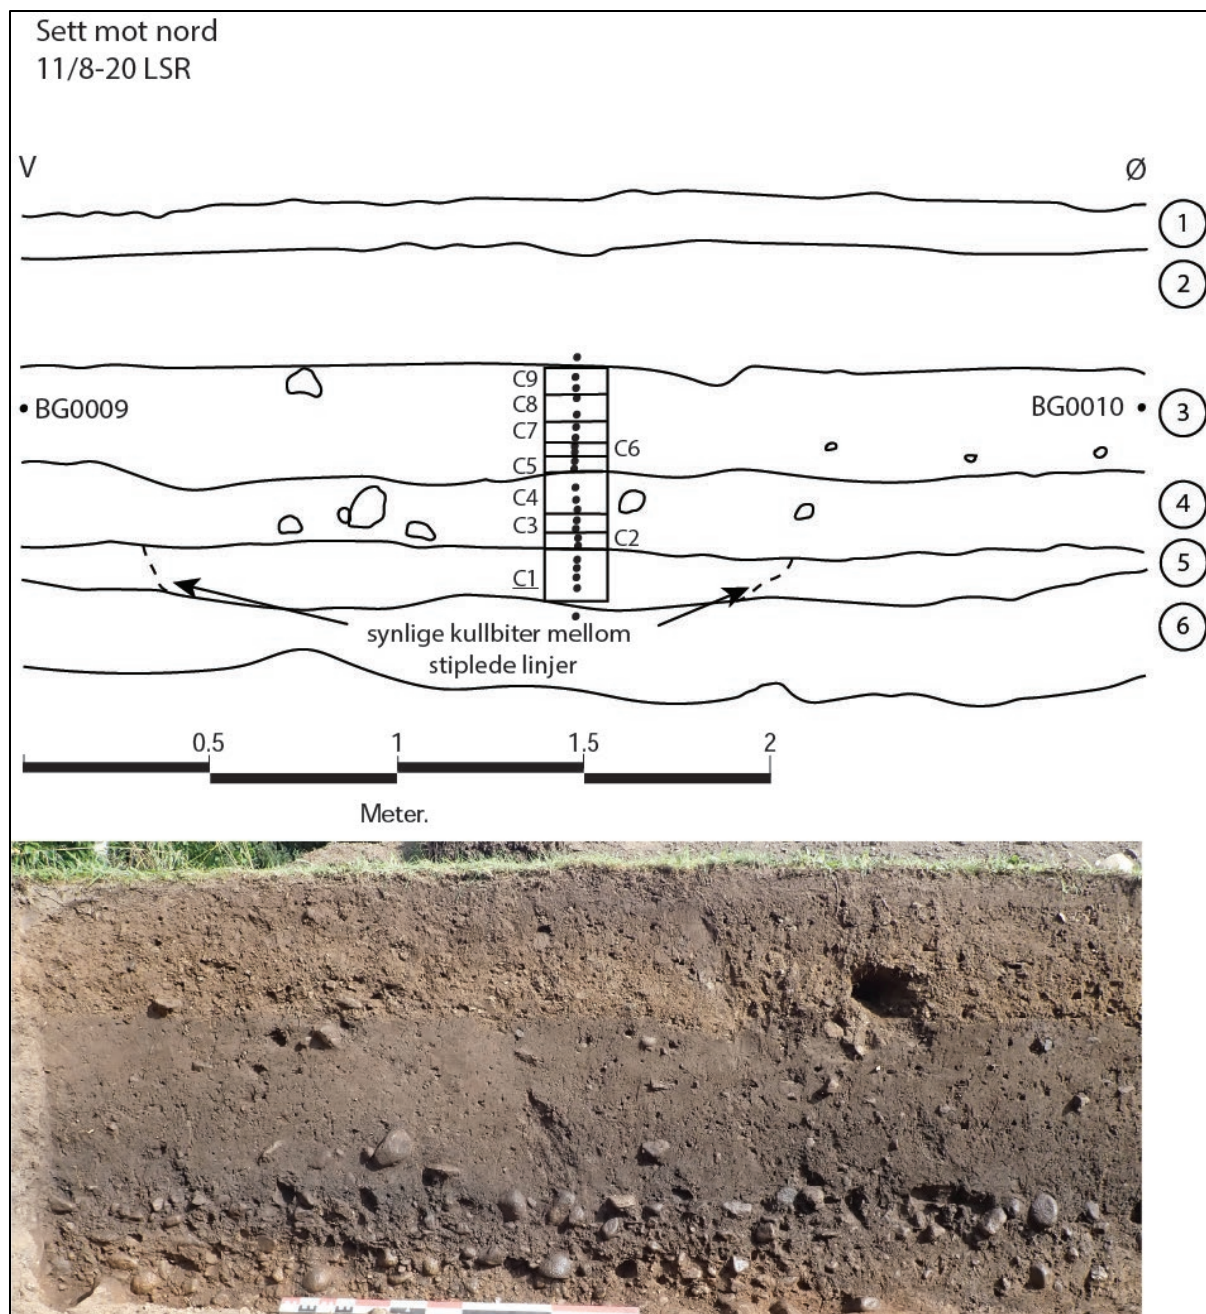 Sett mot nord
11/8-20 LSR
V Ø
1
2
C9
C8
BG0009 BG0010 3
C7
C6
C5
C4 4
C3 C2
5
C1
6
synlige kullbiter mellom
stiplede linjer
0.5 1 1.5 2
Meter.